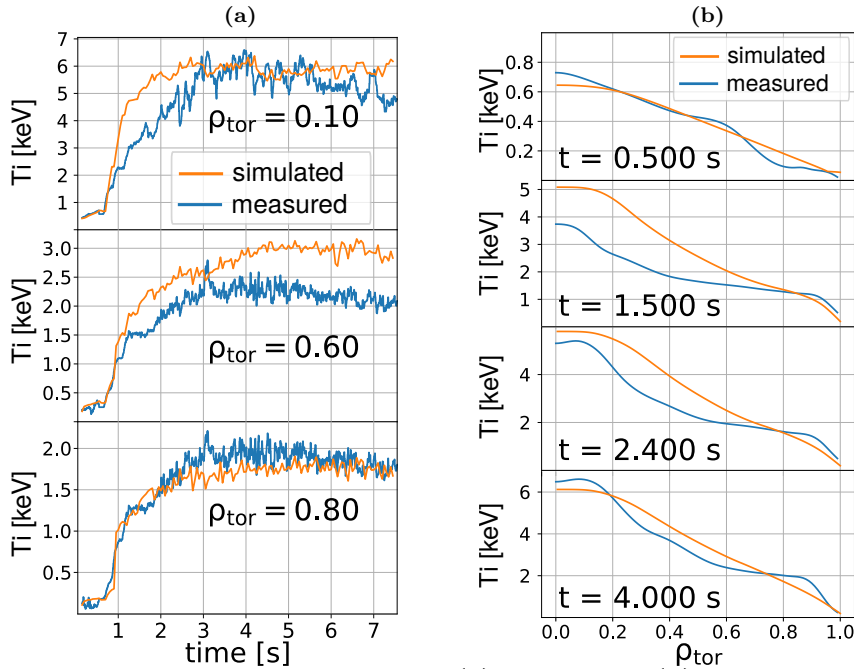 (a)
7
6
5
4
3
2
1
Ti [keV]
ρtor = 0.10
simulated
measured
3.0
2.5
2.0
1.5
0.5
Ti [keV]
ρtor = 0.60
2.0
1.5
1.0
0.5
Ti [keV]
ρtor = 0.80
1 2 3 4 5 6 7
time [s]
(b)
0.8
0.6
0.4
0.2
Ti [keV]
simulated
measured
t = 0.500 s
5
4
3
2
1
Ti [keV]
t = 1.500 s
4
2
Ti [keV]
t = 2.400 s
6
4
2
Ti [keV]
t = 4.000 s
0.0 0.2 0.4 0.6 0.8 1.0
ρtor